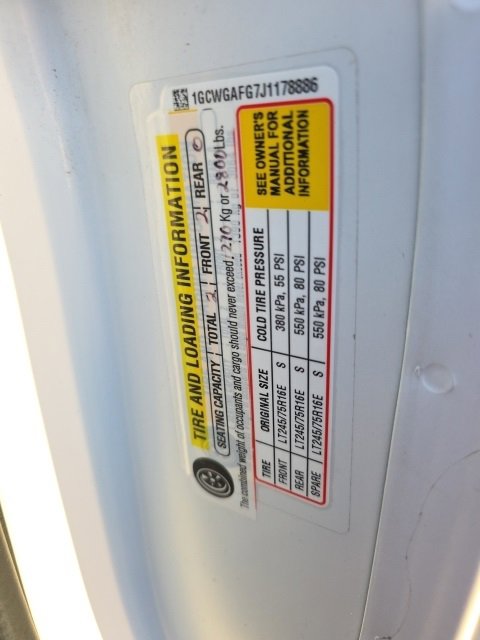 1GCWGAFG7J1178886
TIRE AND LOADING INFORMATION
SEATING CAPACITY TOTAL 2 FRONT 2 REAR 0
The combined weight of occupants and cargo should never exceed Kg or 2800 Lbs.
TIRE ORIGINAL SIZE COLD TIRE PRESSURE
FRONT LT245/75R16E S 380 kPa, 55 PSI
REAR LT245/75R16E S 550 kPa, 80 PSI
SPARE LT245/75R16E S 550 kPa, 80 PSI
SEE OWNER'S
MANUAL FOR
ADDITIONAL
INFORMATION